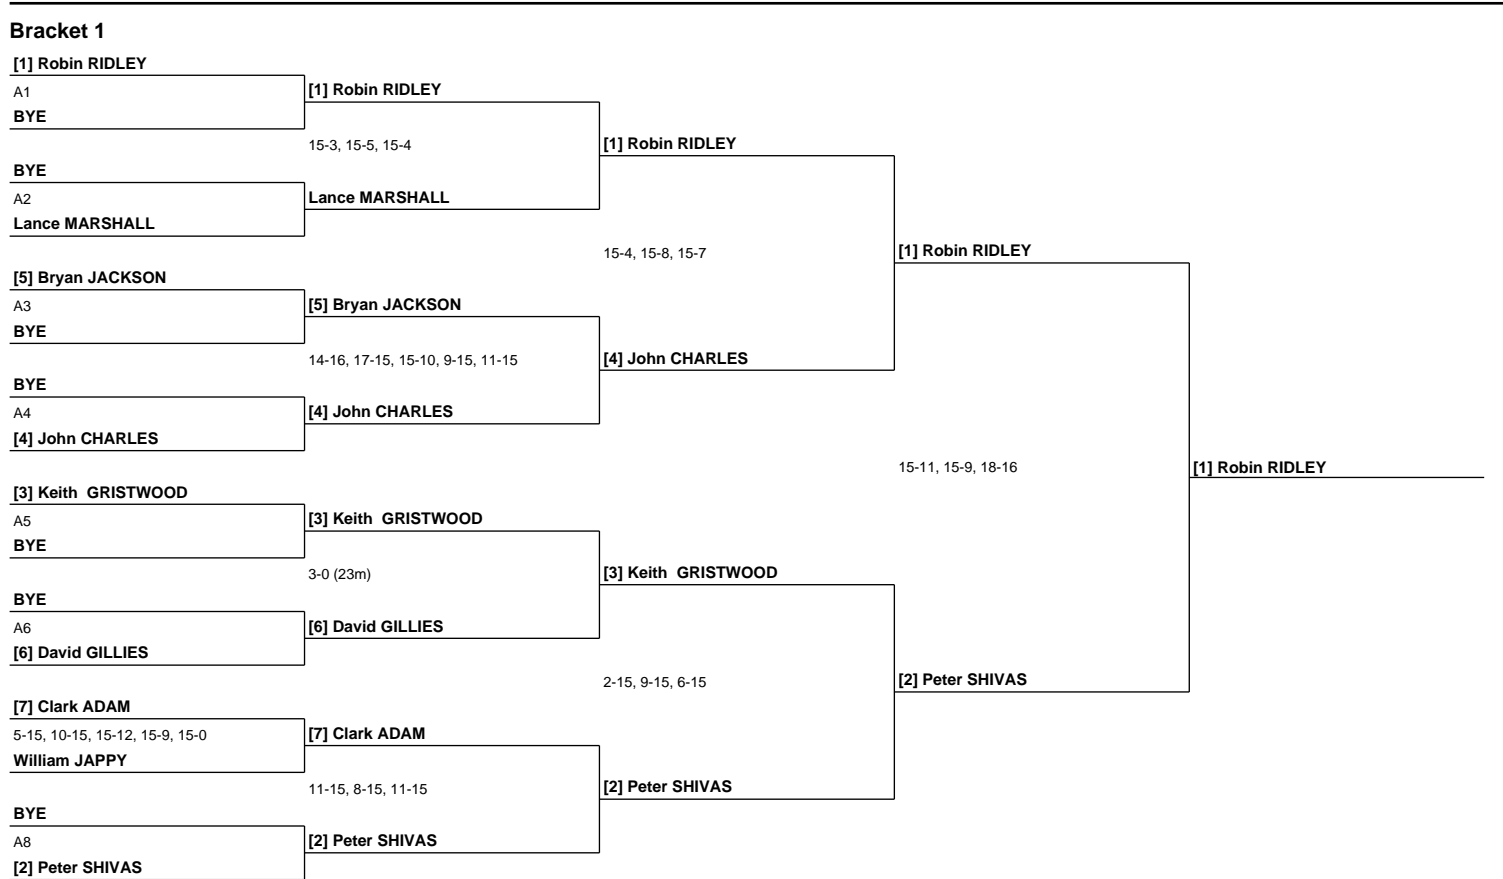 Bracket 1
[1] Robin RIDLEY
A1
BYE
BYE
A2
Lance MARSHALL
[5] Bryan JACKSON
A3
BYE
BYE
A4
[4] John CHARLES
[3] Keith  GRISTWOOD
A5
BYE
BYE
A6
[6] David GILLIES
[7] Clark ADAM
5-15, 10-15, 15-12, 15-9, 15-0
William JAPPY
BYE
A8
[2] Peter SHIVAS
[1] Robin RIDLEY
15-3, 15-5, 15-4
Lance MARSHALL
[5] Bryan JACKSON
14-16, 17-15, 15-10, 9-15, 11-15
[4] John CHARLES
[3] Keith  GRISTWOOD
3-0 (23m)
[6] David GILLIES
[7] Clark ADAM
11-15, 8-15, 11-15
[2] Peter SHIVAS
[1] Robin RIDLEY
15-4, 15-8, 15-7
[4] John CHARLES
[3] Keith  GRISTWOOD
2-15, 9-15, 6-15
[2] Peter SHIVAS
[1] Robin RIDLEY
15-11, 15-9, 18-16
[2] Peter SHIVAS
[1] Robin RIDLEY